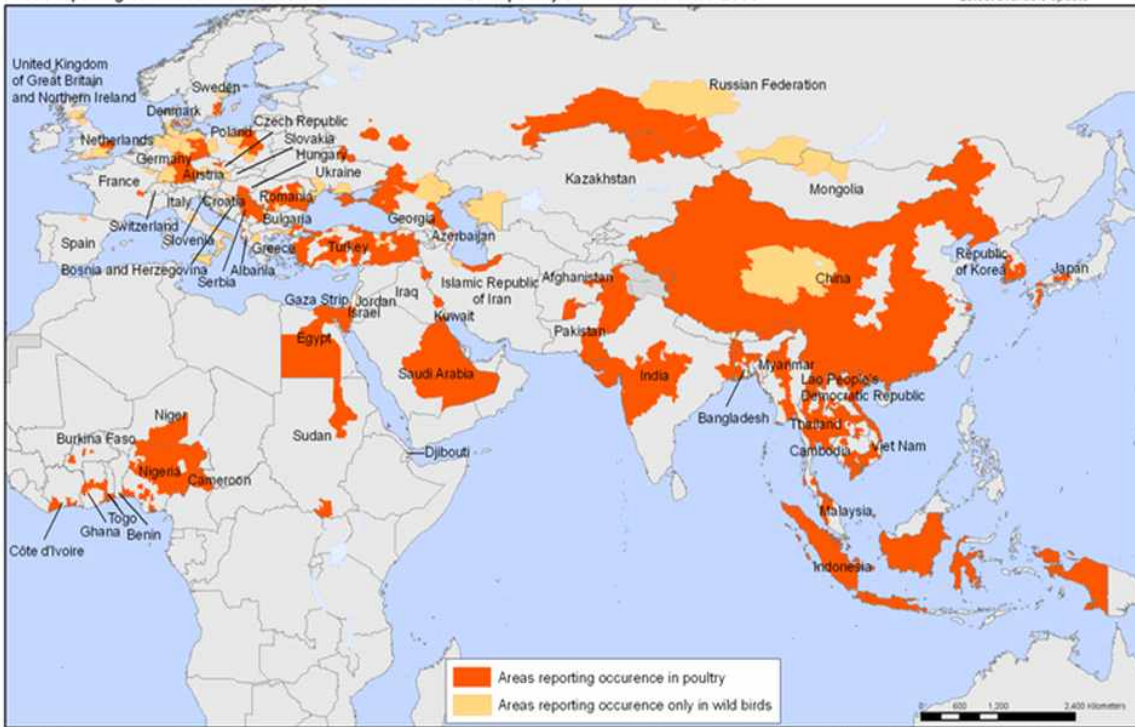 United Kingdom
of Great Britain
and Northern Ireland
Sweden
Denmark
Russian Federation
Netherlands
Poland
Czech Republic
Slovakia
Germany
Hungary
France
Austria
Ukraine
Kazakhstan
Mongolia
Italy
Croatia
Romania
Switzerland
Bulgaria
Georgia
Slovenia
Azerbaijan
Spain
Greece
Turkey
Republic
of Korea
Japan
Bosnia and Herzegovina
Albania
Serbia
Islamic Republic
of Iran
Afghanistan
China
Gaza Strip
Jordan
Iraq
Israel
Kuwait
Pakistan
Egypt
Saudi Arabia
India
Myanmar
Lao People's
Democratic Republic
Bangladesh
Niger
Thailand
Burkina Faso
Sudan
Djibouti
Cambodia
Viet Nam
Nigeria
Cameroon
Togo
Ghana
Benin
Côte d'Ivoire
Malaysia,
Indonesia
Areas reporting occurence in poultry
Areas reporting occurence only in wild birds
0 600 1,200 2,400 Kilometers